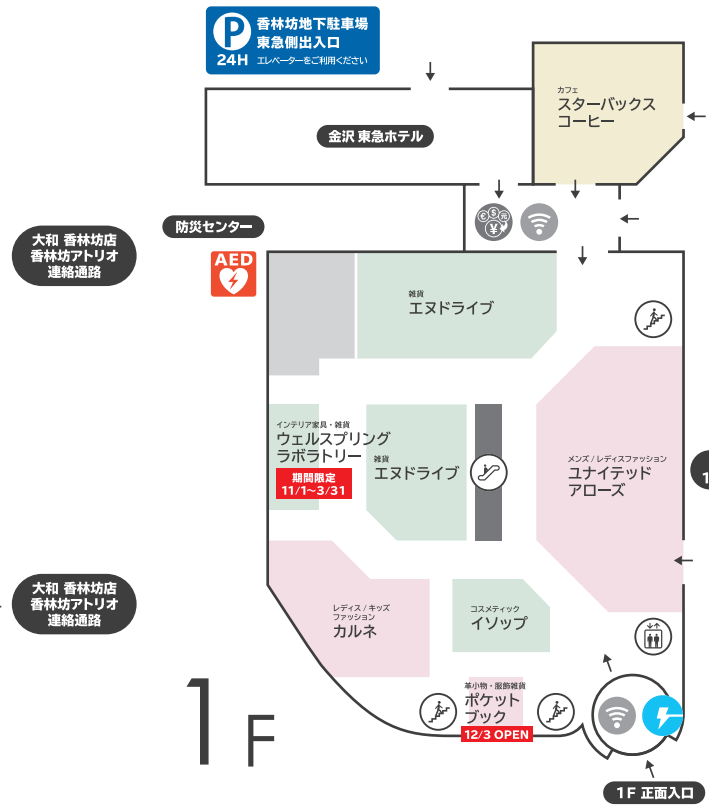 P
24H
香林坊地下駐車場
東急側出入口
エレベーターをご利用ください
カフェ
スターバックス
コーヒー
金沢 東急ホテル
防災センター
€ $ 元
¥
大和 香林坊店
香林坊アトリオ
連絡通路
AED
雑貨
エヌドライブ
インテリア家具・雑貨
ウェルスプリング
ラボラトリー
期間限定
11/1~3/31
雑貨
エヌドライブ
メンズ / レディスファッション
ユナイテッド
アローズ
1
大和 香林坊店
香林坊アトリオ
連絡通路
レディス / キッズ
ファッション
カルネ
コスメティック
イソップ
革小物・服飾雑貨
ポケット
ブック
12/3 OPEN
1F
1F 正面入口